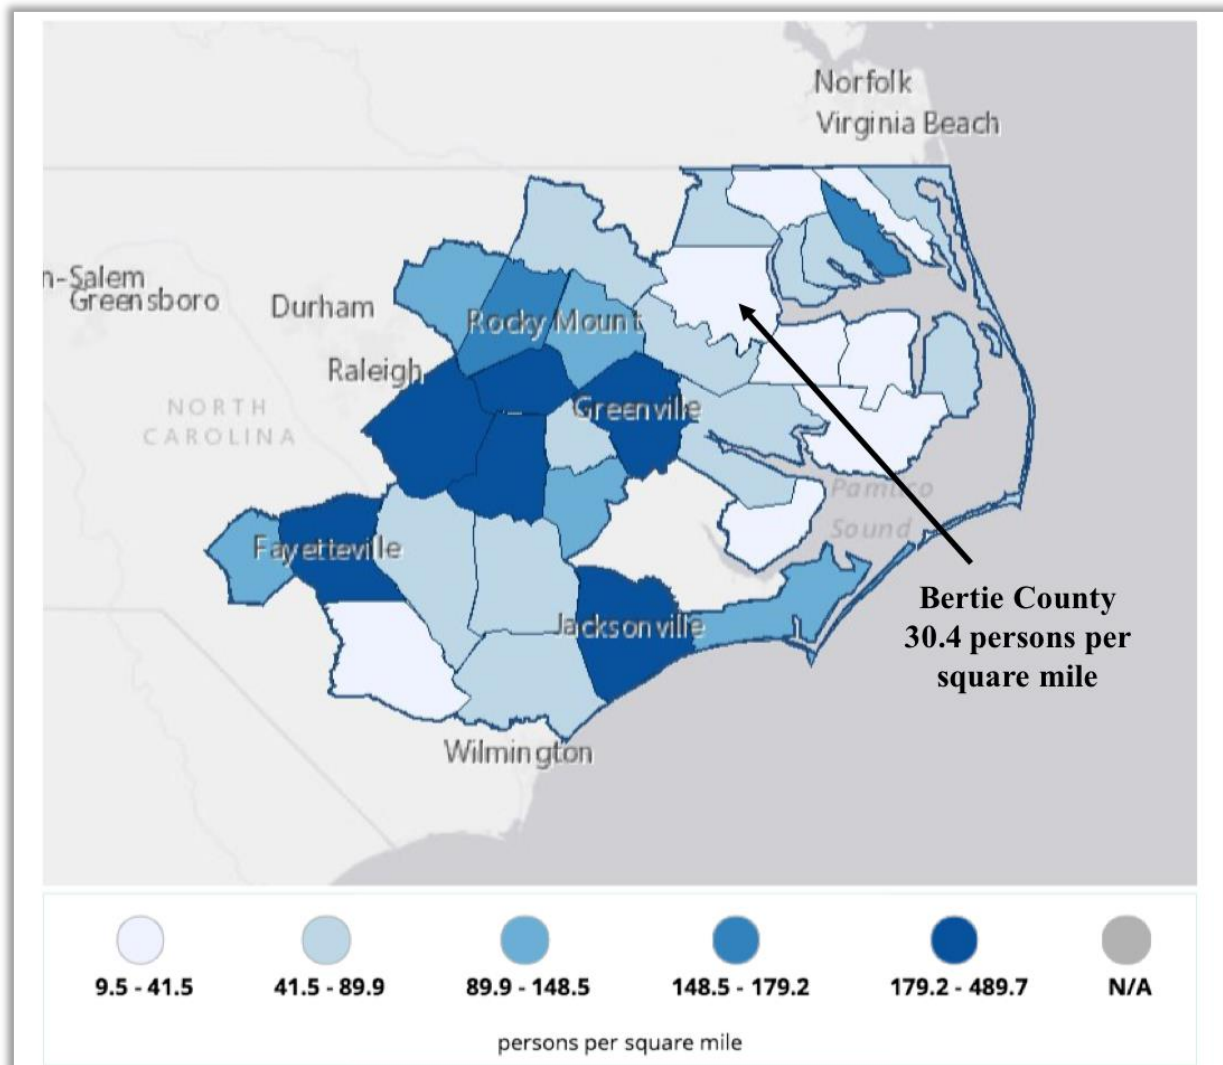 Norfolk
Virginia Beach
n-Salem
Greensboro
Durham
Rocky Mount
Raleigh
NORTH
CAROLINA
Greenville
Pamlico
Sound
Fayetteville
Jacksonville
Wilmington
Bertie County
30.4 persons per
square mile
9.5 - 41.5
41.5 - 89.9
89.9 - 148.5
148.5 - 179.2
179.2 - 489.7
N/A
persons per square mile